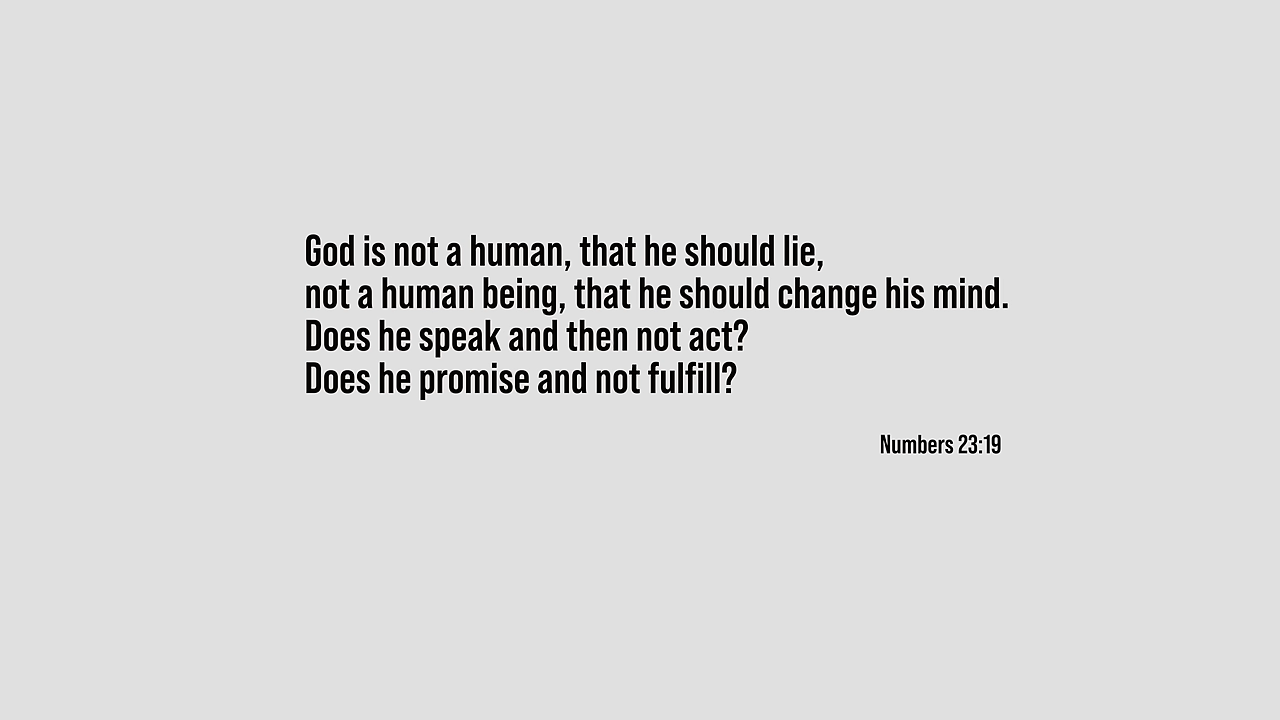 God is not a human, that he should lie,
not a human being, that he should change his mind.
Does he speak and then not act?
Does he promise and not fulfill?
Numbers 23:19